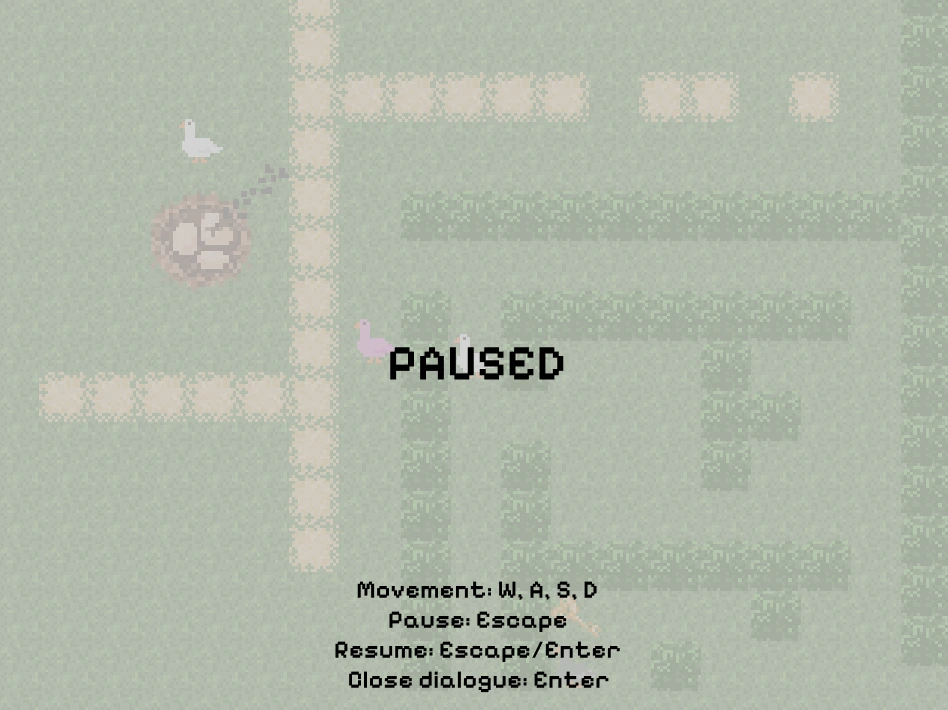 PAUSED
Movement: W, A, S, D
Pause: Escape
Resume: Escape/Enter
Close dialogue: Enter